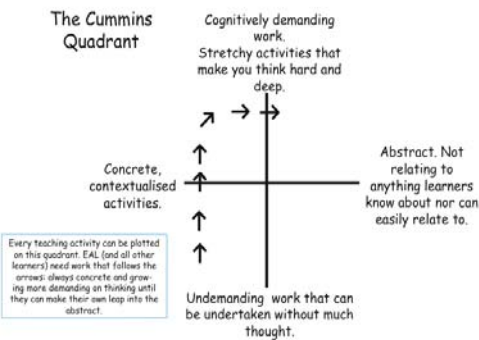 The Cummins
Quadrant
Cognitively demanding
work.
Stretchy activities that
make you think hard and
deep.
Concrete,
contextualised
activities.
Abstract. Not
relating to
anything learners
know about nor can
easily relate to.
Every teaching activity can be plotted
on this quadrant. EAL (and all other
learners) need work that follows the
arrows: always concrete and grow-
ing more demanding on thinking until
they can make their own leap into the
abstract.
Undemanding work that can
be undertaken without much
thought.